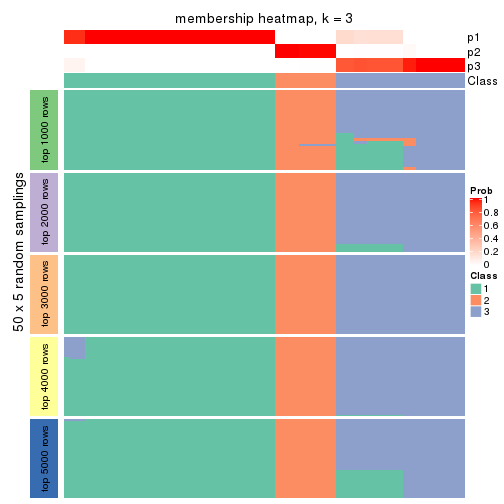 membership heatmap, k = 3
p1
p2
p3
Class
50 x 5 random samplings
top 1000 rows
top 2000 rows
top 3000 rows
top 4000 rows
top 5000 rows
Prob
1
0.8
0.6
0.4
0.2
0
Class
1
2
3